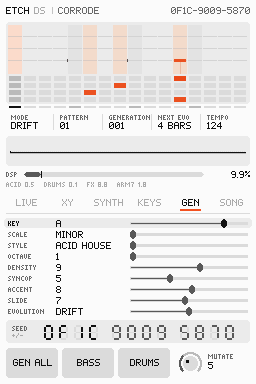 ETCH DS | CORRODE 0F1C-9009-5870
MODE PATTERN GENERATION NEXT EVO TEMPO
DRIFT 01 001 4 BARS 124
DSP 9.9%
ACID 0.5 DRUMS 0.1 FX 8.8 ARM7 1.8
LIVE XY SYNTH KEYS GEN SONG
KEY A
SCALE MINOR
STYLE ACID HOUSE
OCTAVE 1
DENSITY 9
SYNCOP 5
ACCENT 8
SLIDE 7
EVOLUTION DRIFT
SEED 0F1C 9009 5870
+/-
GEN ALL BASS DRUMS MUTATE
5